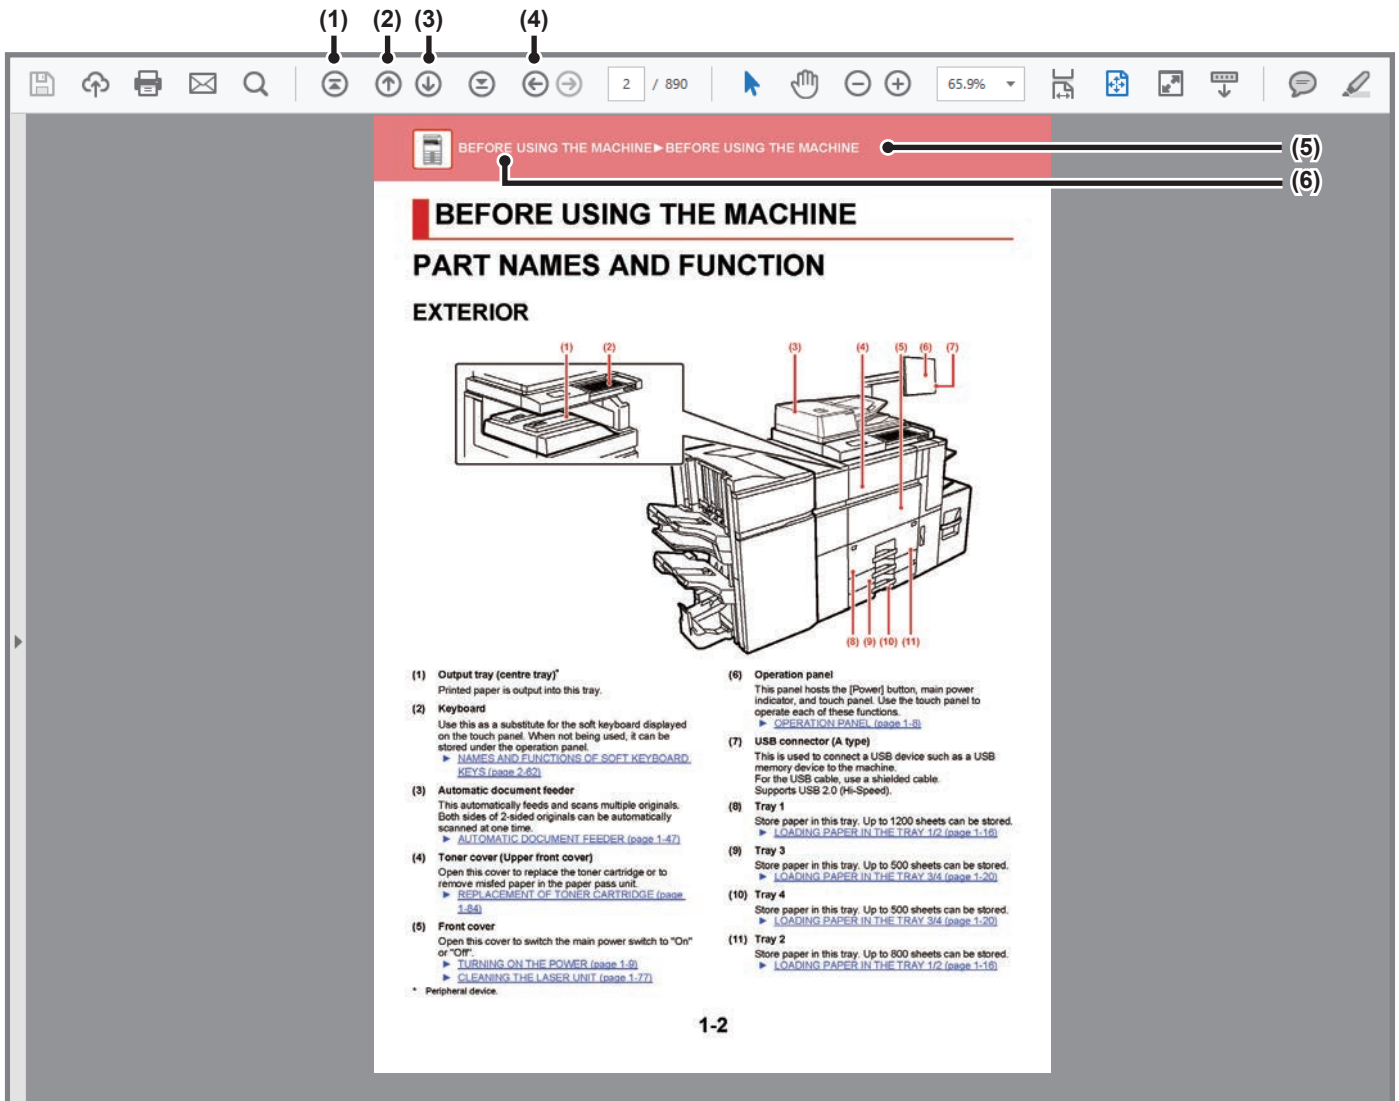 (1) (2) (3) (4)
2 / 890 65.9%
BEFORE USING THE MACHINE►BEFORE USING THE MACHINE
(5)
(6)
BEFORE USING THE MACHINE
PART NAMES AND FUNCTION
EXTERIOR
(1) (2) (3) (4) (5) (6) (7)
(8) (9) (10) (11)
(1) Output tray (centre tray)*
Printed paper is output into this tray.
(2) Keyboard
Use this as a substitute for the soft keyboard displayed
on the touch panel. When not being used, it can be
stored under the operation panel.
► NAMES AND FUNCTIONS OF SOFT KEYBOARD
KEYS (page 2-62)
(3) Automatic document feeder
This automatically feeds and scans multiple originals.
Both sides of 2-sided originals can be automatically
scanned at one time.
► AUTOMATIC DOCUMENT FEEDER (page 1-47)
(4) Toner cover (Upper front cover)
Open this cover to replace the toner cartridge or to
remove misfed paper in the paper pass unit.
► REPLACEMENT OF TONER CARTRIDGE (page
1-84)
(5) Front cover
Open this cover to switch the main power switch to "On"
or "Off".
► TURNING ON THE POWER (page 1-9)
► CLEANING THE LASER UNIT (page 1-77)
* Peripheral device.
(6) Operation panel
This panel hosts the [Power] button, main power
indicator, and touch panel. Use the touch panel to
operate each of these functions.
► OPERATION PANEL (page 1-8)
(7) USB connector (A type)
This is used to connect a USB device such as a USB
memory device to the machine.
For the USB cable, use a shielded cable.
Supports USB 2.0 (Hi-Speed).
(8) Tray 1
Store paper in this tray. Up to 1200 sheets can be stored.
► LOADING PAPER IN THE TRAY 1/2 (page 1-16)
(9) Tray 3
Store paper in this tray. Up to 500 sheets can be stored.
► LOADING PAPER IN THE TRAY 3/4 (page 1-20)
(10) Tray 4
Store paper in this tray. Up to 500 sheets can be stored.
► LOADING PAPER IN THE TRAY 3/4 (page 1-20)
(11) Tray 2
Store paper in this tray. Up to 800 sheets can be stored.
► LOADING PAPER IN THE TRAY 1/2 (page 1-16)
1-2